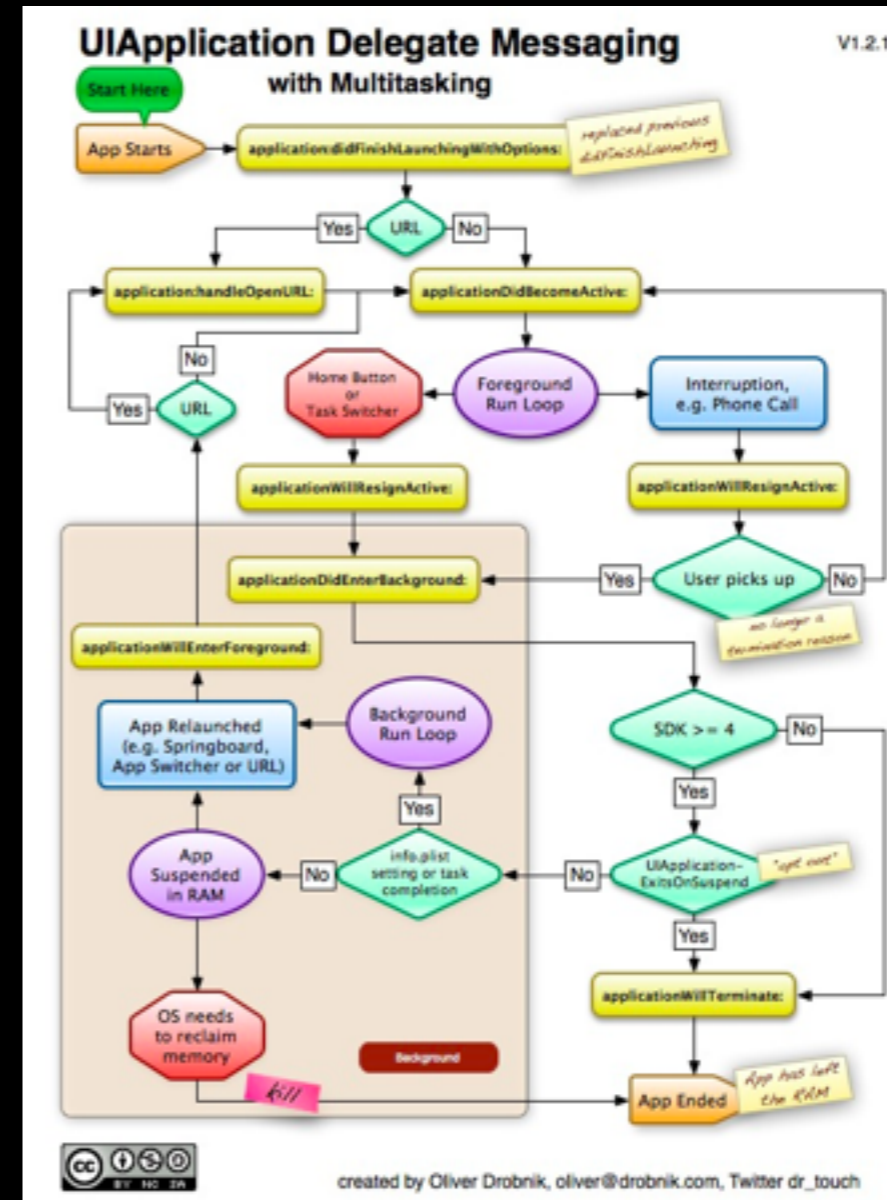 UIApplication Delegate Messaging
V1.2.1
with Multitasking
Start Here
App Starts
application:didFinishLaunchingWithOptions:
replaced previous
didFinishLaunching
URL
Yes
No
application:handleOpenURL:
applicationDidBecomeActive:
No
Yes
URL
Home Button
or
Task Switcher
Foreground
Run Loop
Interruption,
e.g. Phone Call
applicationWillResignActive:
applicationWillResignActive:
applicationDidEnterBackground:
Yes
User picks up
No
no longer a
termination reason
applicationWillEnterForeground:
App Relaunched
(e.g. Springboard,
App Switcher or URL)
Background
Run Loop
SDK >= 4
No
Yes
Yes
App
Suspended
in RAM
No
info.plist
setting or task
completion
No
UIApplication-
ExitsOnSuspend
"opt out"
Yes
applicationWillTerminate:
OS needs
to reclaim
memory
Background
kill
App Ended
App has left
the RAM
cc
BY NC SA
created by Oliver Drobnik, oliver@drobnik.com, Twitter dr_touch